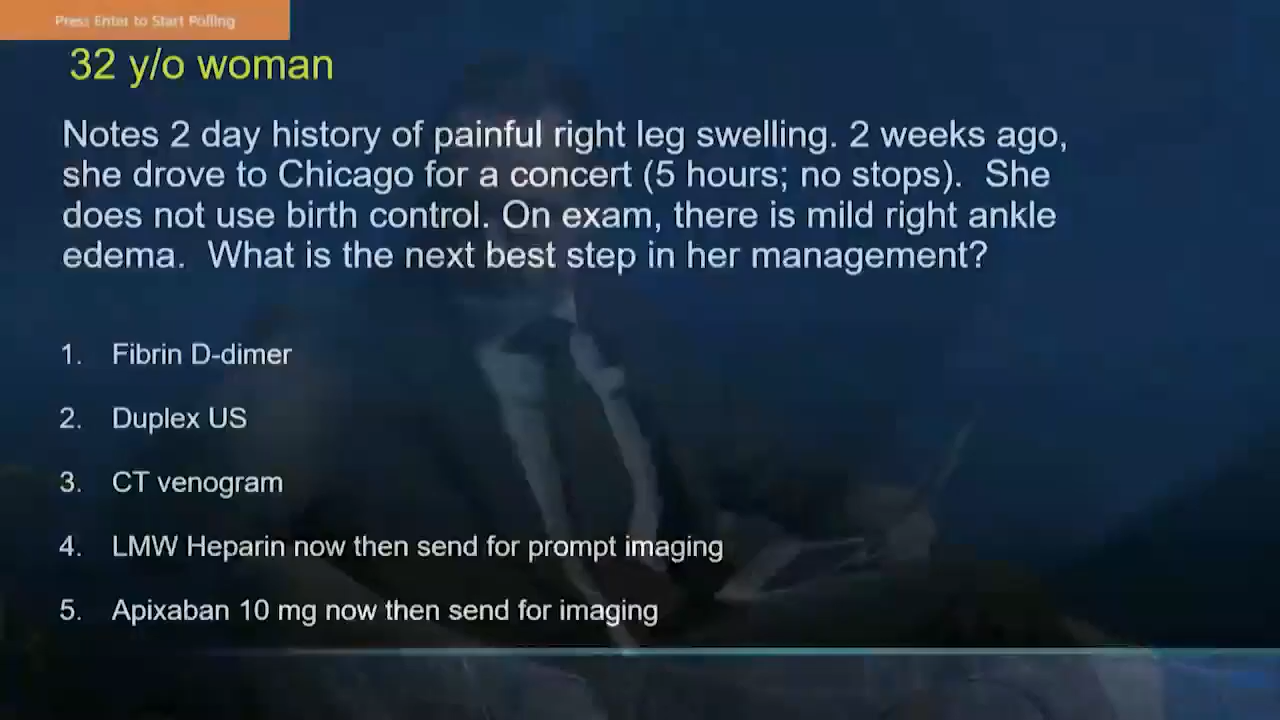 Press Enter to Start Polling
32 y/o woman
Notes 2 day history of painful right leg swelling. 2 weeks ago,
she drove to Chicago for a concert (5 hours; no stops). She
does not use birth control. On exam, there is mild right ankle
edema. What is the next best step in her management?
1. Fibrin D-dimer
2. Duplex US
3. CT venogram
4. LMW Heparin now then send for prompt imaging
5. Apixaban 10 mg now then send for imaging